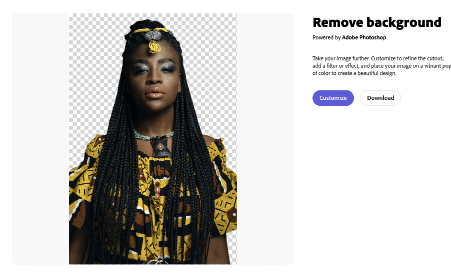 Remove background
Powered by Adobe Photoshop
Take your image further. Customize to refine the cutout,
add a filter or effect, and place your image on a vibrant pop
of color to create a beautiful design.
Customize
Download